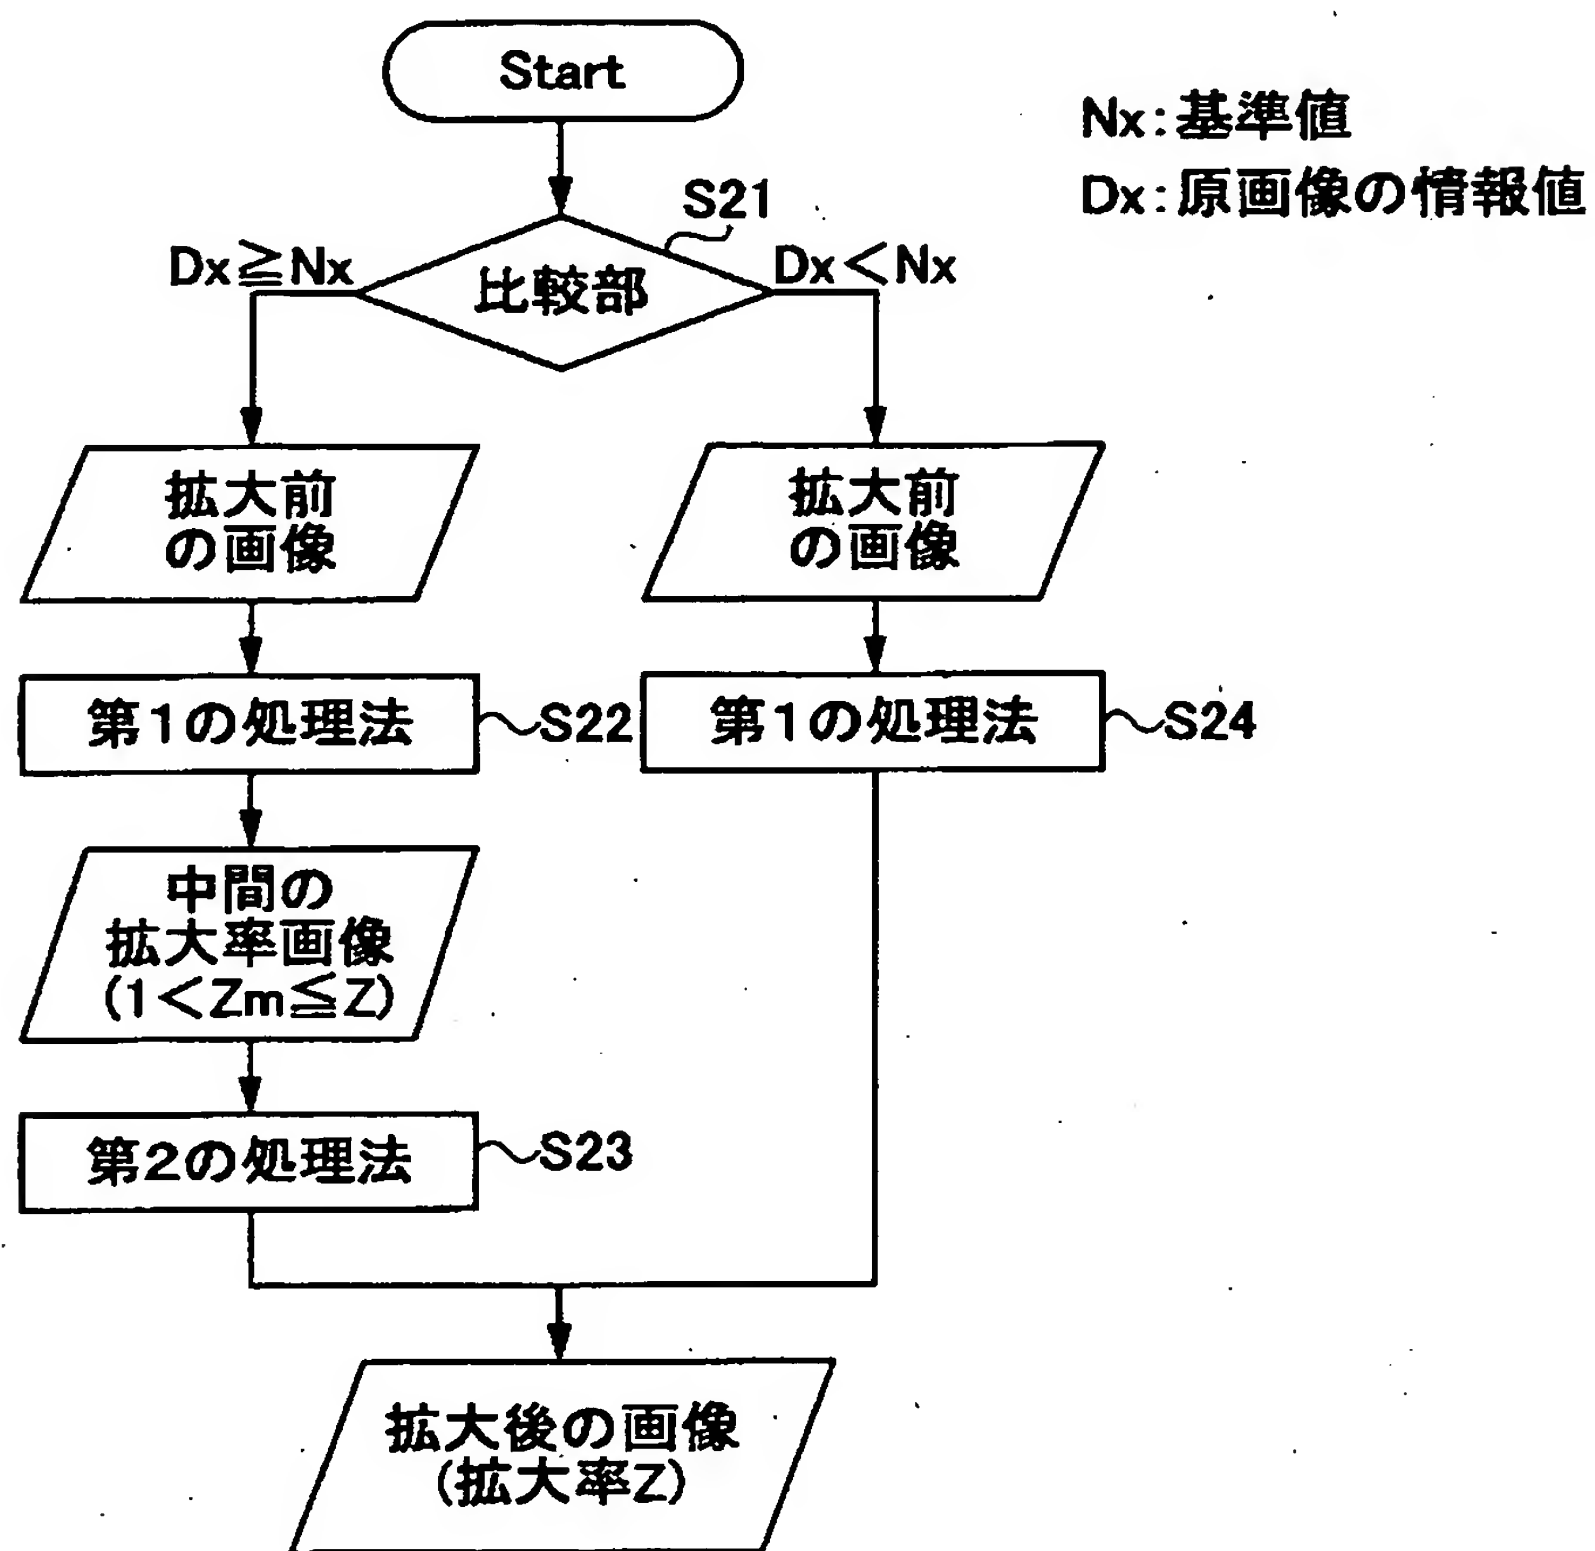 Start
Nx:基準値
Dx:原画像の情報値
S21
Dx≧Nx
比較部
Dx<Nx
拡大前
の画像
拡大前
の画像
第1の処理法
S22
第1の処理法
S24
中間の
拡大率画像
(1<Zm≦Z)
第2の処理法
S23
拡大後の画像
(拡大率Z)